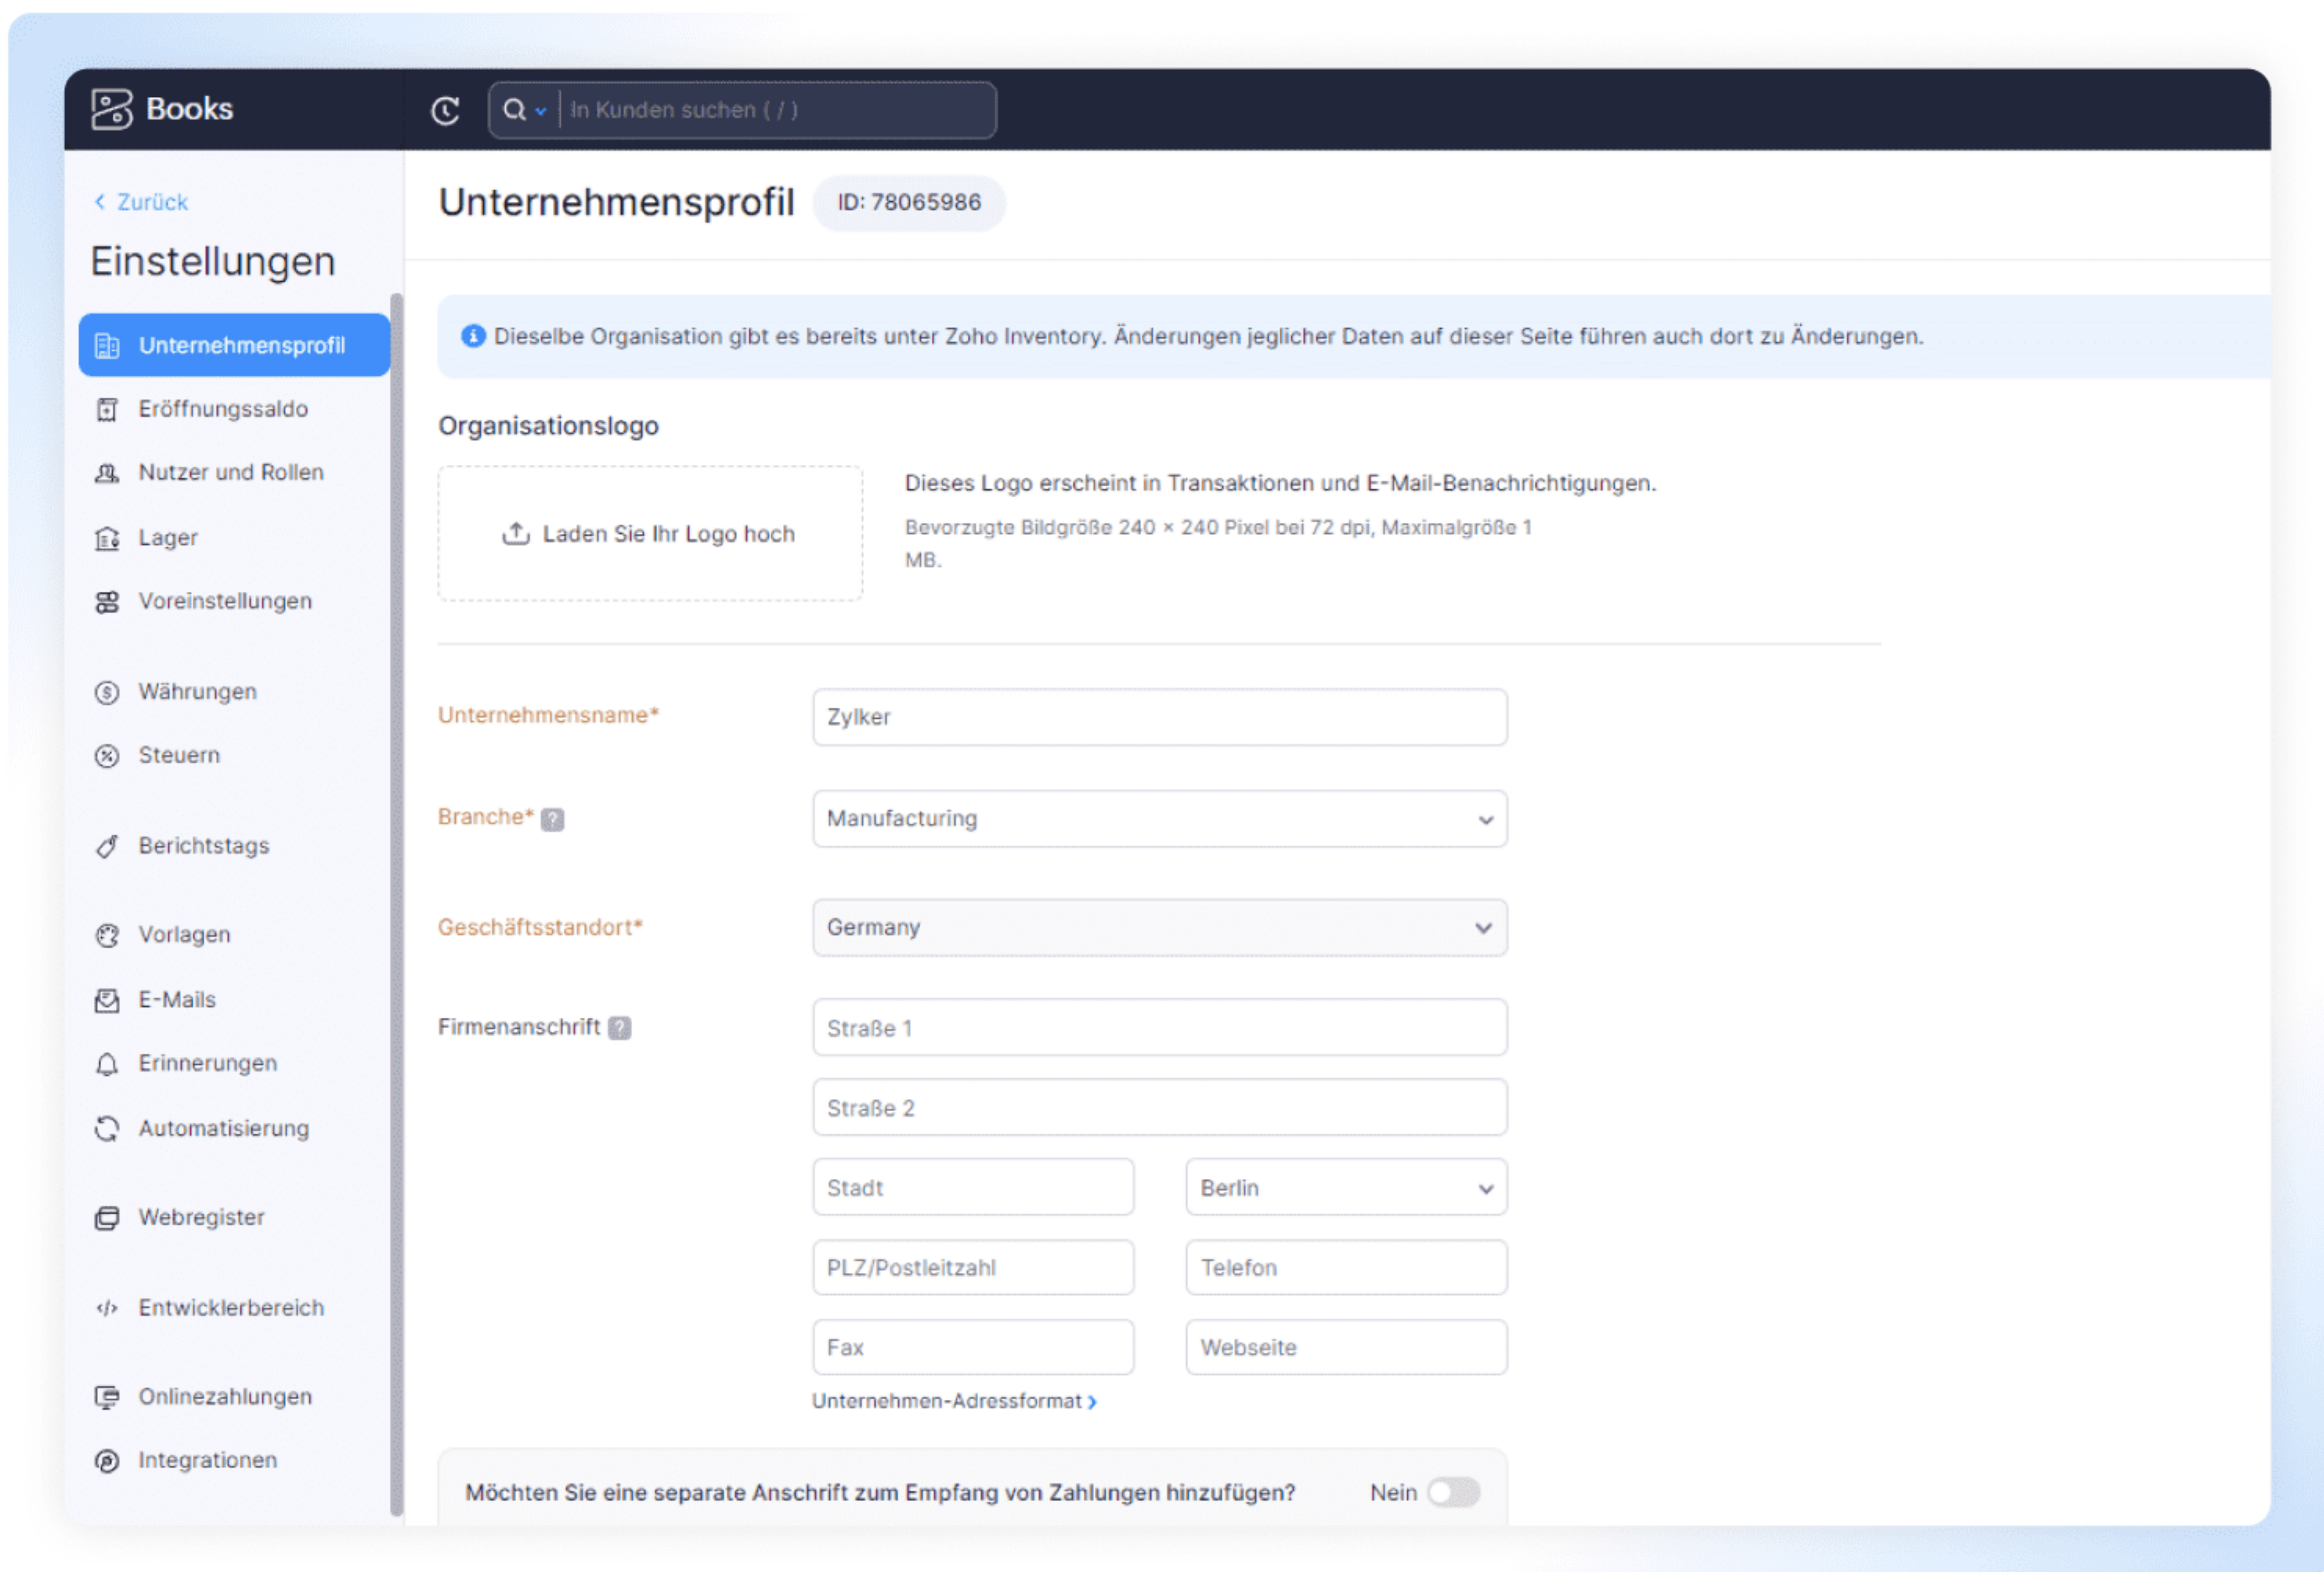 Books
In Kunden suchen ( / )
Zurück
Einstellungen
Unternehmensprofil
Eröffnungssaldo
Nutzer und Rollen
Lager
Voreinstellungen
Währungen
Steuern
Berichtstags
Vorlagen
E-Mails
Erinnerungen
Automatisierung
Webregister
Entwicklerbereich
Onlinezahlungen
Integrationen
Unternehmensprofil ID: 78065986
Dieselbe Organisation gibt es bereits unter Zoho Inventory. Änderungen jeglicher Daten auf dieser Seite führen auch dort zu Änderungen.
Organisationslogo
Laden Sie Ihr Logo hoch
Dieses Logo erscheint in Transaktionen und E-Mail-Benachrichtigungen.
Bevorzugte Bildgröße 240 × 240 Pixel bei 72 dpi, Maximalgröße 1
MB.
Unternehmensname* Zylker
Branche* ? Manufacturing
Geschäftsstandort* Germany
Firmenanschrift ? Straße 1
Straße 2
Stadt Berlin
PLZ/Postleitzahl Telefon
Fax Webseite
Unternehmen-Adressformat
Möchten Sie eine separate Anschrift zum Empfang von Zahlungen hinzufügen? Nein